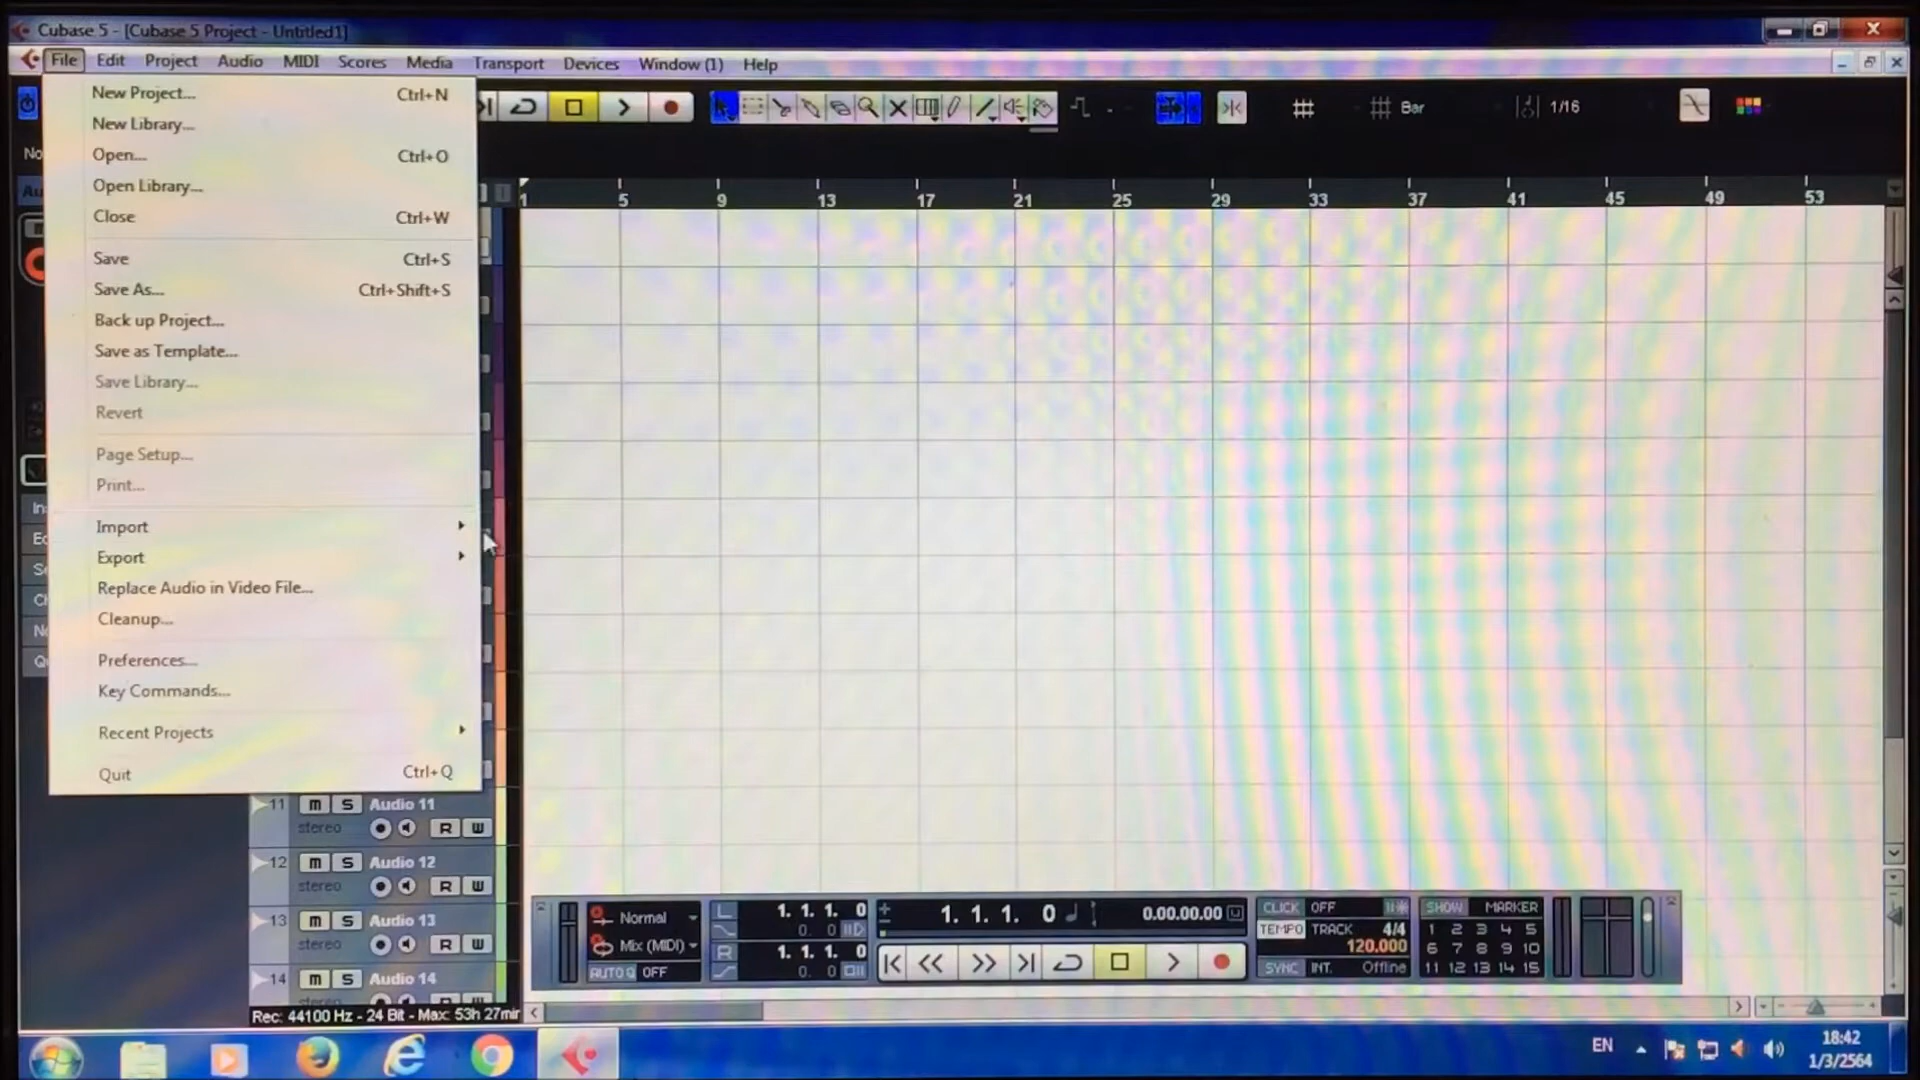 Cubase 5 - [Cubase 5 Project - Untitled1]
File Edit Project Audio MIDI Scores Media Transport Devices Window (1) Help
New Project... Ctrl+N
New Library...
Open... Ctrl+O
Open Library...
Close Ctrl+W
Save Ctrl+S
Save As... Ctrl+Shift+S
Back up Project...
Save as Template...
Save Library...
Revert
Page Setup...
Print...
Import
Export
Replace Audio in Video File...
Cleanup...
Preferences...
Key Commands...
Recent Projects
Quit Ctrl+Q
Bar 1/16
1 5 9 13 17 21 25 29 33 37 41 45 49 53
11 m S Audio 11
stereo R W
12 m S Audio 12
stereo R W
13 m S Audio 13
stereo R W
14 m S Audio 14
stereo R W
Rec: 44100 Hz - 24 Bit - Max: 53h 27min
Normal
Mix (MIDI)
AUTO Q OFF
L 1. 1. 1. 0
0. 0
R 1. 1. 1. 0
0. 0
1. 1. 1. 0 0.00.00.00
CLICK OFF
TEMPO TRACK 4/4
120.000
SYNC INT. Offline
SHOW MARKER
1 2 3 4 5
6 7 8 9 10
11 12 13 14 15
EN
18:42
1/3/2564